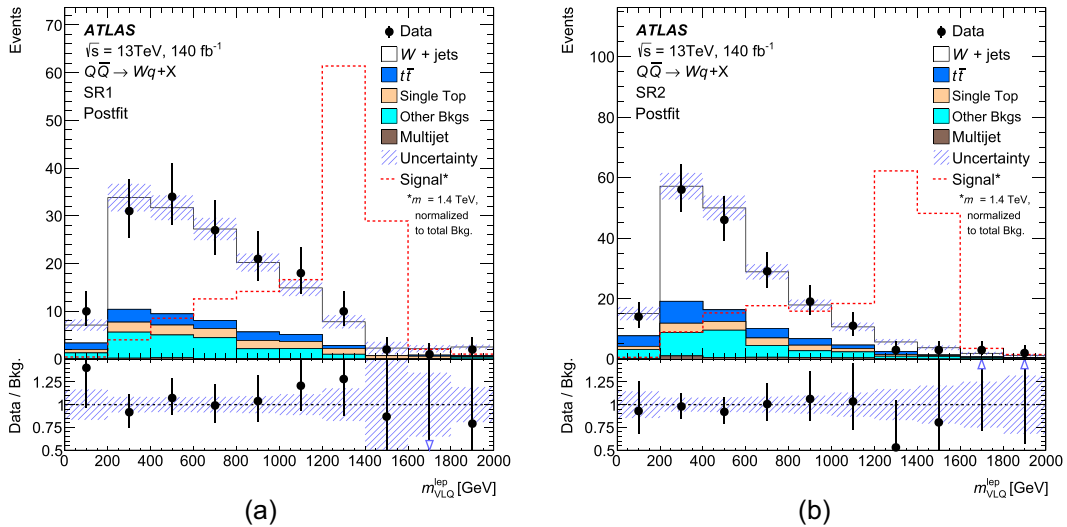 Events
70
60
50
40
30
20
10
0
ATLAS
√s = 13TeV, 140 fb⁻¹
QQ̅ → Wq+X
SR1
Postfit
Data
W + jets
tt̅
Single Top
Other Bkgs
Multijet
Uncertainty
Signal*
*m = 1.4 TeV,
normalized
to total Bkg.
Data / Bkg.
1.25
1
0.75
0.5
0 200 400 600 800 1000 1200 1400 1600 1800 2000
m_VLQ^lep [GeV]
(a)
Events
100
80
60
40
20
0
ATLAS
√s = 13TeV, 140 fb⁻¹
QQ̅ → Wq+X
SR2
Postfit
Data
W + jets
tt̅
Single Top
Other Bkgs
Multijet
Uncertainty
Signal*
*m = 1.4 TeV,
normalized
to total Bkg.
Data / Bkg.
1.25
1
0.75
0.5
0 200 400 600 800 1000 1200 1400 1600 1800 2000
m_VLQ^lep [GeV]
(b)